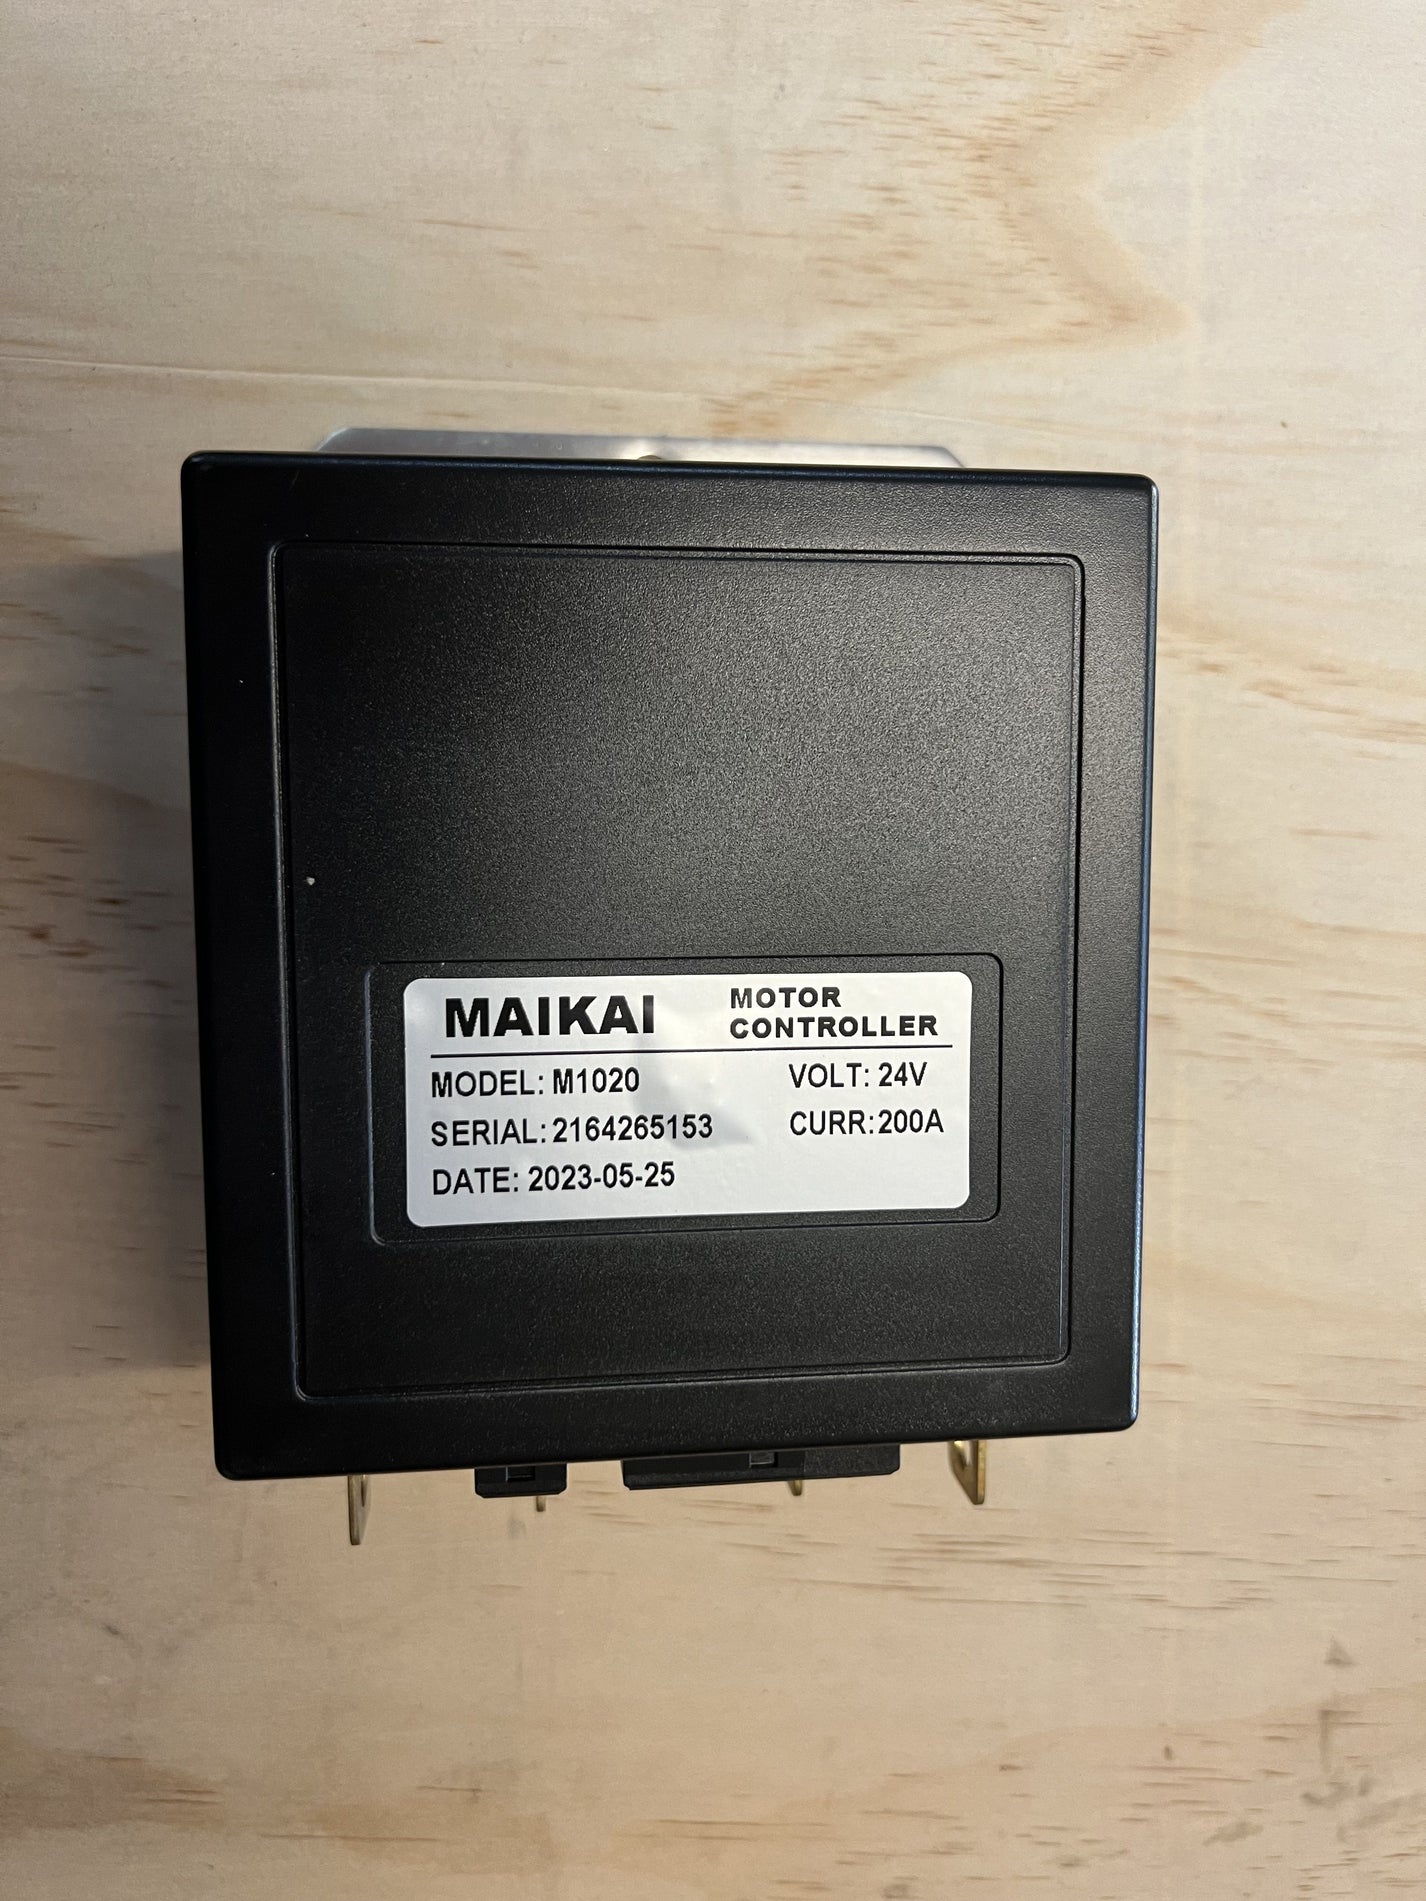 MAIKAI
MOTOR
CONTROLLER
MODEL: M1020
VOLT: 24V
SERIAL: 2164265153
CURR:200A
DATE: 2023-05-25